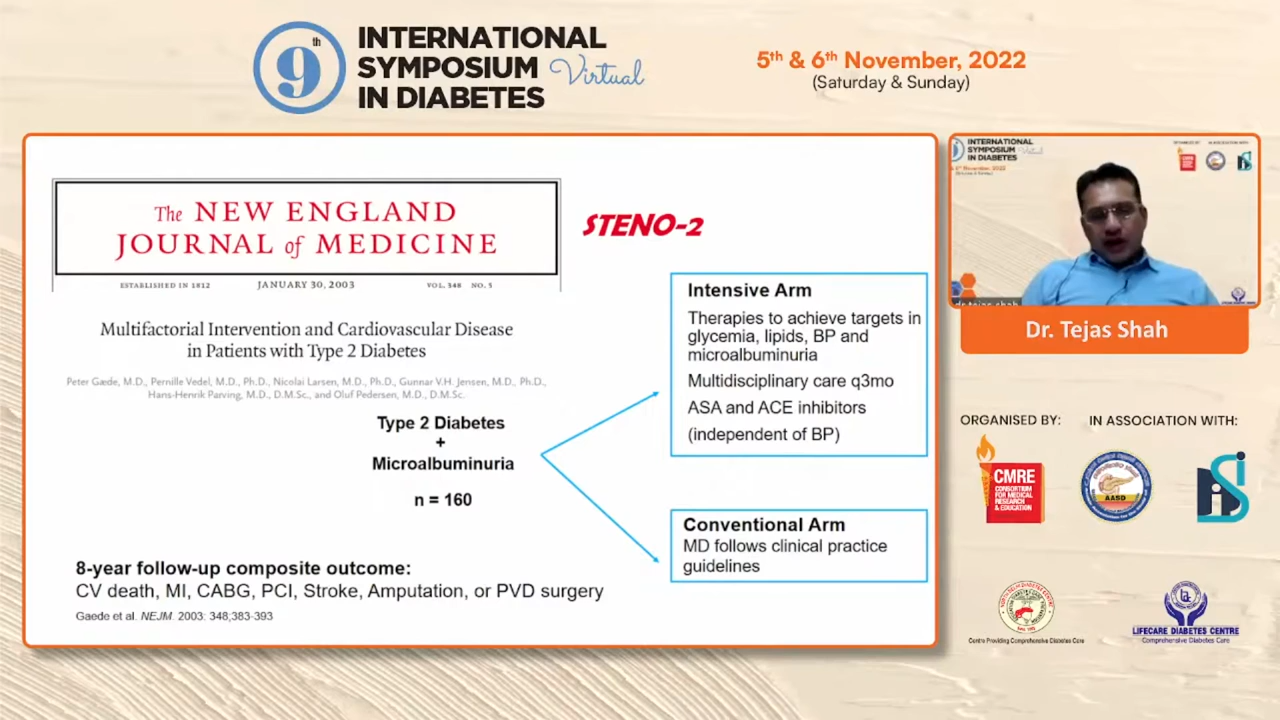 9th
INTERNATIONAL
SYMPOSIUM Virtual
IN DIABETES
5th & 6th November, 2022
(Saturday & Sunday)
The NEW ENGLAND
JOURNAL of MEDICINE
ESTABLISHED IN 1812 JANUARY 30, 2003 VOL. 348 NO. 5
STENO-2
Multifactorial Intervention and Cardiovascular Disease
in Patients with Type 2 Diabetes
Peter Gæde, M.D., Pernille Vedel, M.D., Ph.D., Nicolai Larsen, M.D., Ph.D., Gunnar V.H. Jensen, M.D., Ph.D.,
Hans-Henrik Parving, M.D., D.M.Sc., and Oluf Pedersen, M.D., D.M.Sc.
Type 2 Diabetes
+
Microalbuminuria
n = 160
Intensive Arm
Therapies to achieve targets in
glycemia, lipids, BP and
microalbuminuria
Multidisciplinary care q3mo
ASA and ACE inhibitors
(independent of BP)
Conventional Arm
MD follows clinical practice
guidelines
8-year follow-up composite outcome:
CV death, MI, CABG, PCI, Stroke, Amputation, or PVD surgery
Gaede et al. NEJM. 2003: 348;383-393
INTERNATIONAL
SYMPOSIUM Virtual
IN DIABETES
dr tejas shah
Dr. Tejas Shah
ORGANISED BY: IN ASSOCIATION WITH:
CMRE
CONSORTIUM
FOR MEDICAL
RESEARCH
& EDUCATION
AASD
Centre Providing Comprehensive Diabetes Care
LIFECARE DIABETES CENTRE
Comprehensive Diabetes Care